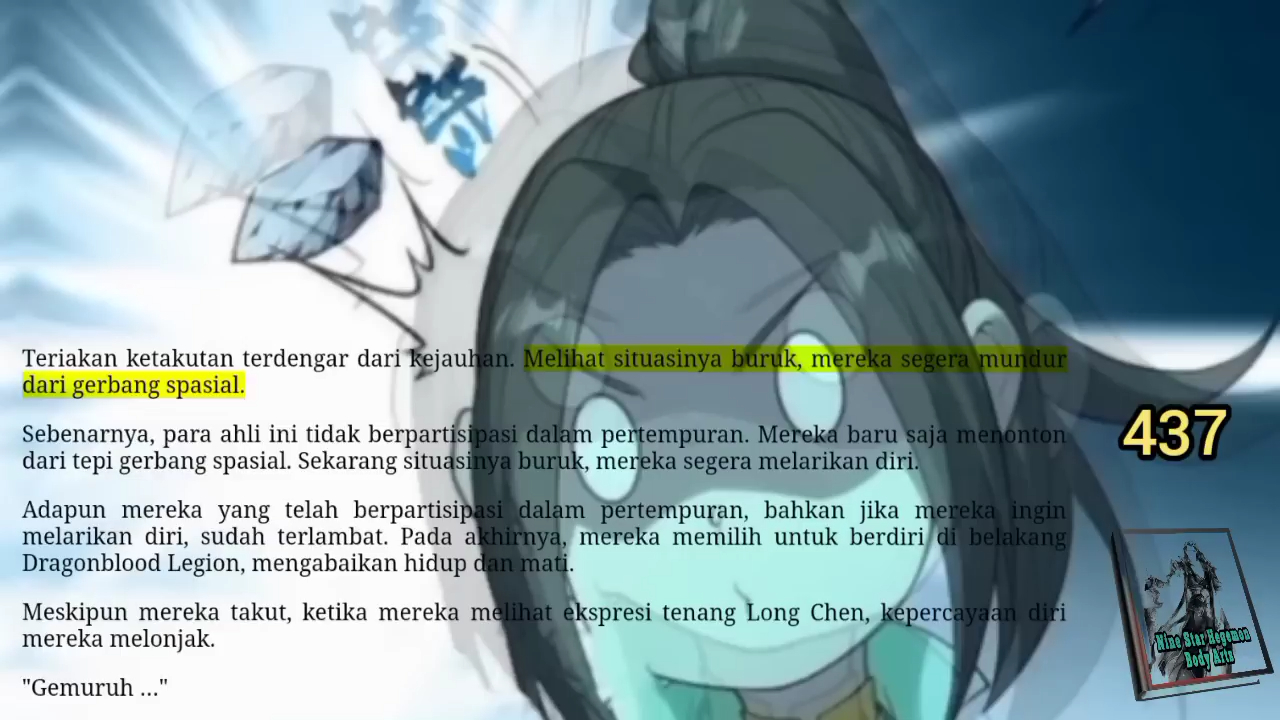 Teriakan ketakutan terdengar dari kejauhan. Melihat situasinya buruk, mereka segera mundur
dari gerbang spasial.
Sebenarnya, para ahli ini tidak berpartisipasi dalam pertempuran. Mereka baru saja menonton
dari tepi gerbang spasial. Sekarang situasinya buruk, mereka segera melarikan diri.
Adapun mereka yang telah berpartisipasi dalam pertempuran, bahkan jika mereka ingin
melarikan diri, sudah terlambat. Pada akhirnya, mereka memilih untuk berdiri di belakang
Dragonblood Legion, mengabaikan hidup dan mati.
Meskipun mereka takut, ketika mereka melihat ekspresi tenang Long Chen, kepercayaan diri
mereka melonjak.
"Gemuruh ..."
437
Nine Star Hegemon
Body Arts